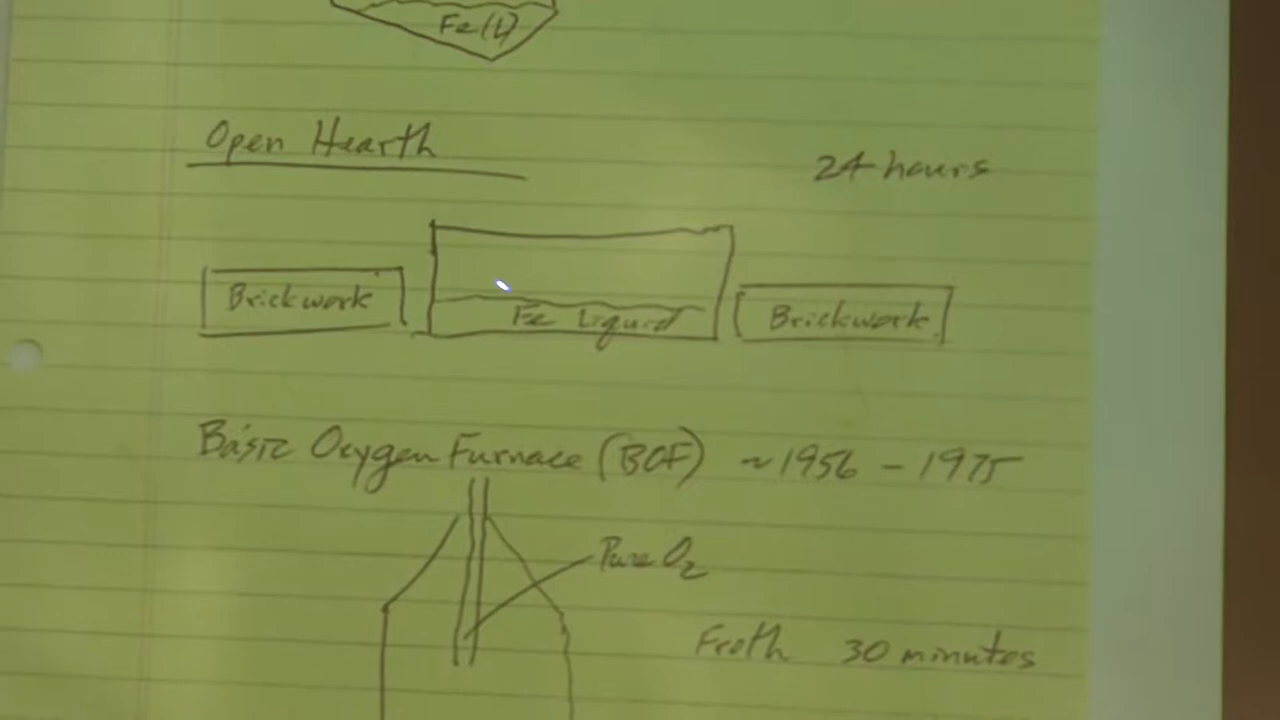 Fe(L)
Open Hearth
24 hours
Brickwork
Fe Liquid
Brickwork
Basic Oxygen Furnace (BOF) ~1956 - 1975
Pure O2
Froth 30 minutes